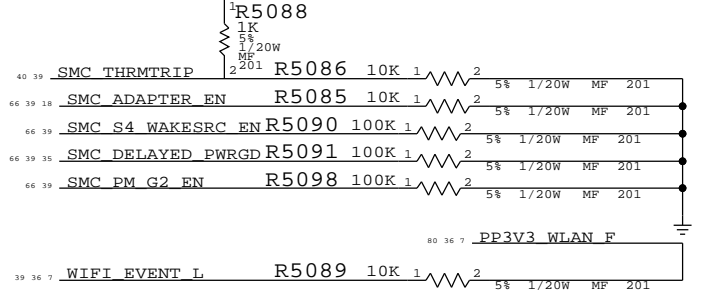 1 R5088
1K
5%
1/20W
MF
2 201
40 39 SMC_THRMTRIP R5086 10K 1 2 5% 1/20W MF 201
66 39 18 SMC_ADAPTER_EN R5085 10K 1 2 5% 1/20W MF 201
66 39 SMC_S4_WAKESRC_EN R5090 100K 1 2 5% 1/20W MF 201
66 39 35 SMC_DELAYED_PWRGD R5091 100K 1 2 5% 1/20W MF 201
66 39 SMC_PM_G2_EN R5098 100K 1 2 5% 1/20W MF 201
80 36 7 PP3V3_WLAN_F
39 36 7 WIFI_EVENT_L R5089 10K 1 2 5% 1/20W MF 201